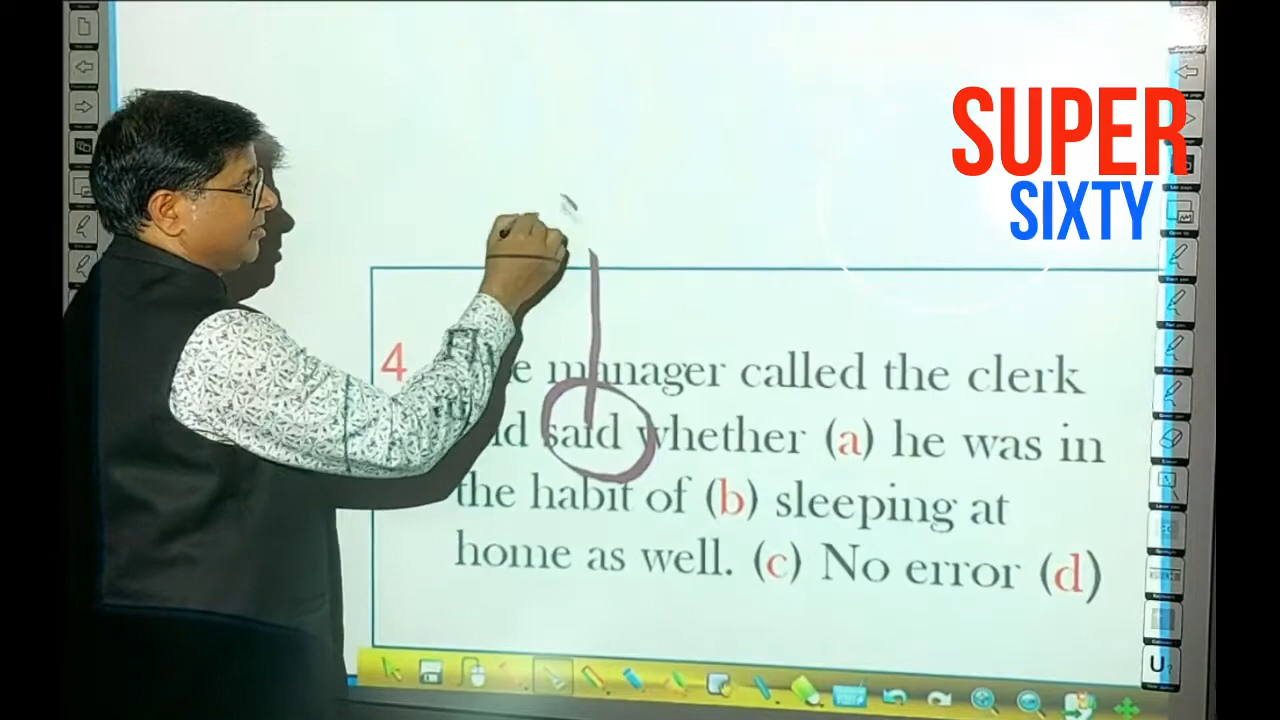 SUPER
SIXTY
4
manager called the clerk
said whether (a) he was in
the habit of (b) sleeping at
home as well. (c) No error (d)